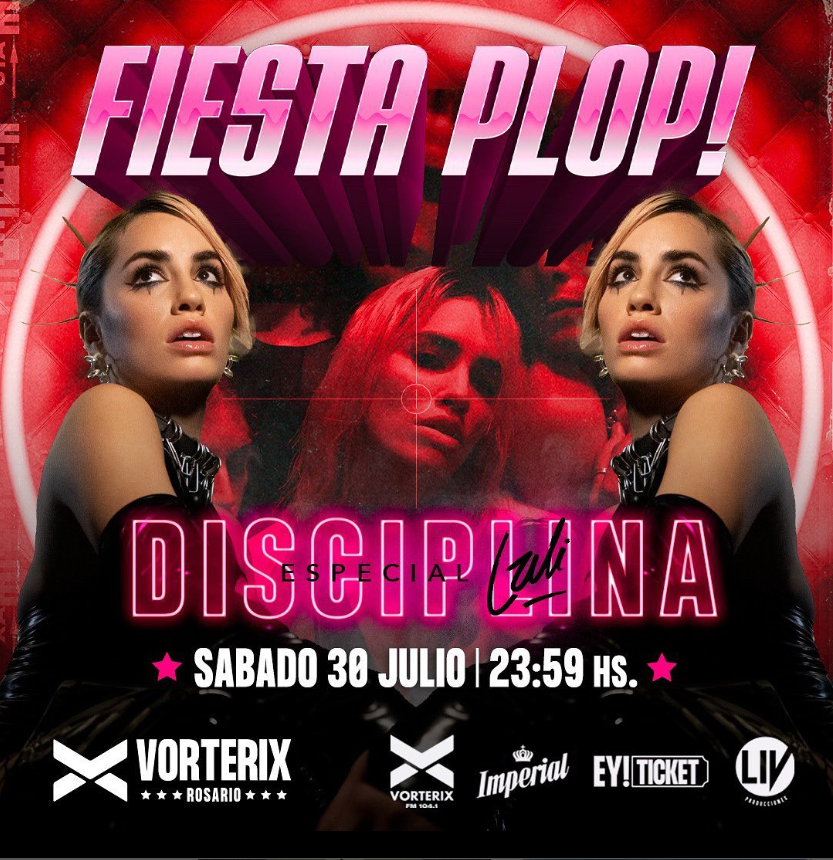 FIESTA PLOP!
DISCIPLINA
ESPECIAL Lali
SABADO 30 JULIO | 23:59 HS.
VORTERIX
ROSARIO
VORTERIX
FM 104.1
Imperial
EY! TICKET
LIV
PRODUCCIONES